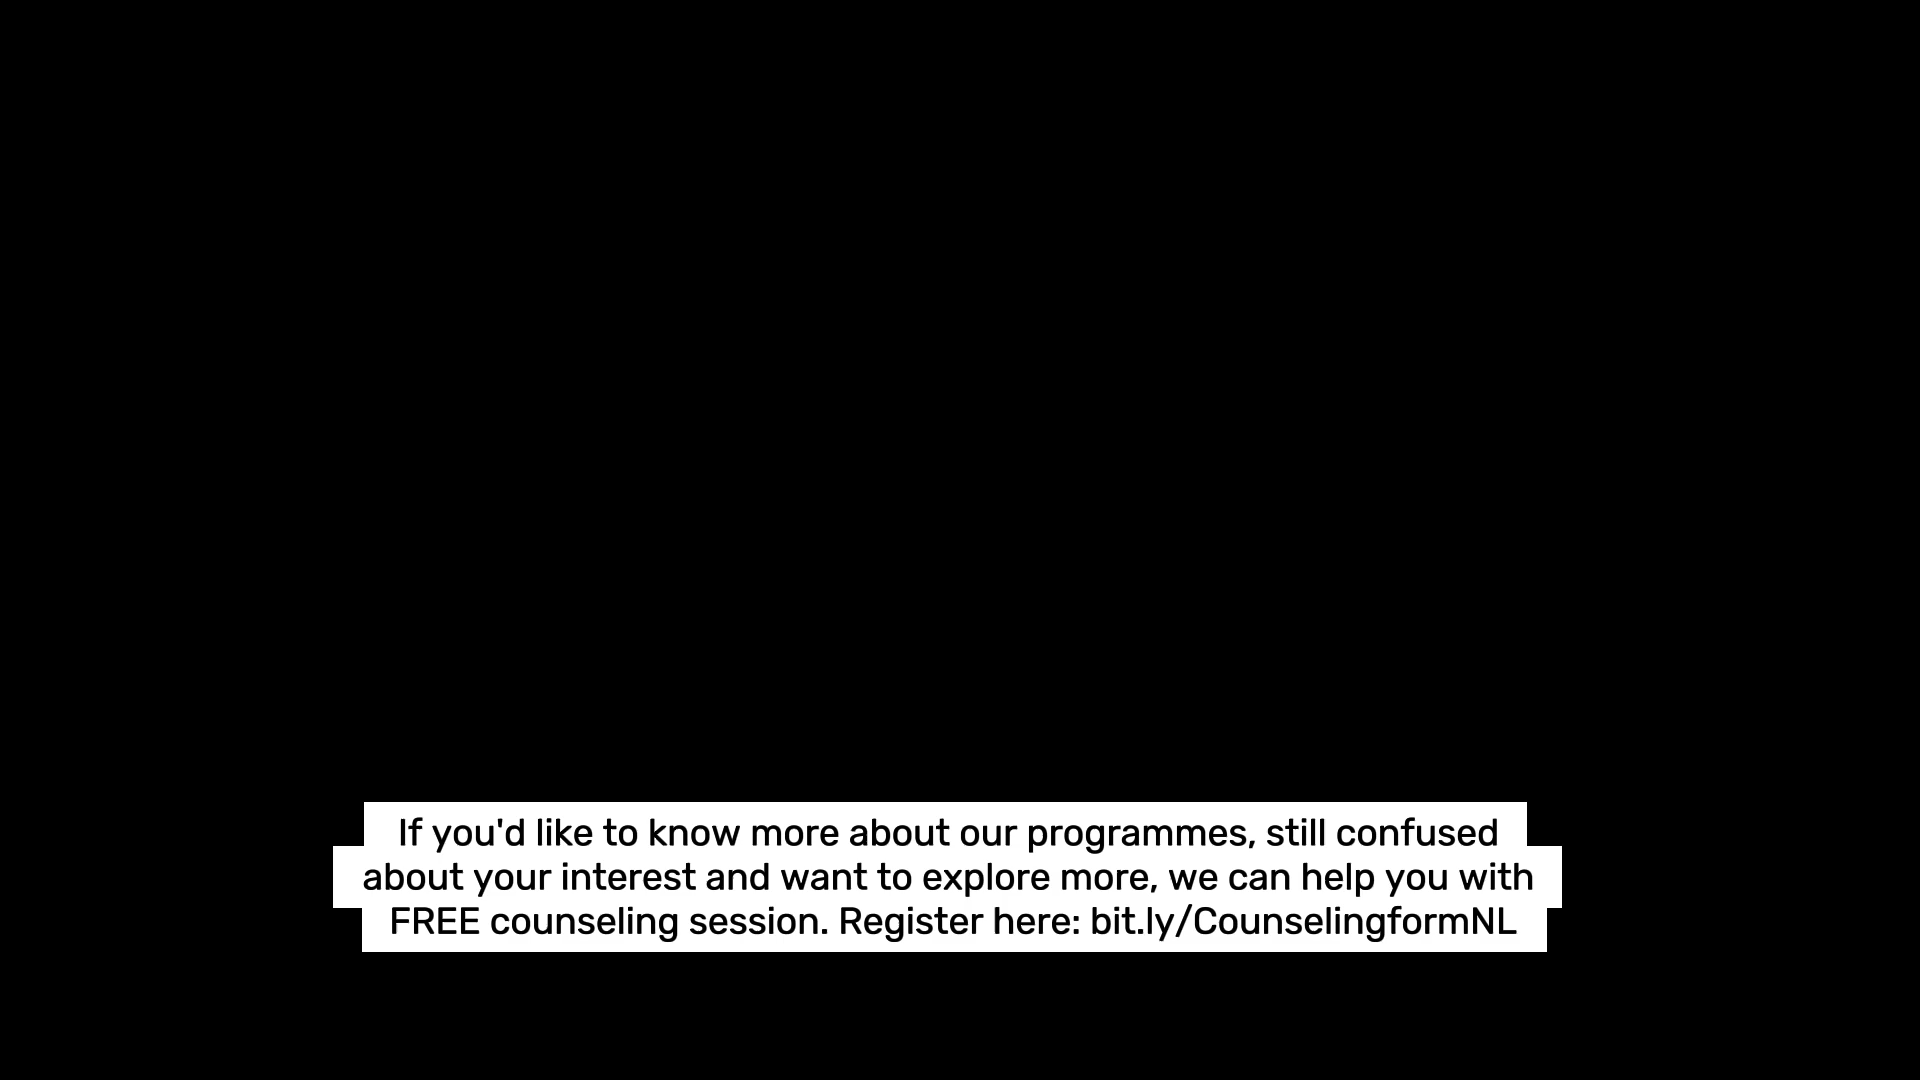 If you'd like to know more about our programmes, still confused
about your interest and want to explore more, we can help you with
FREE counseling session. Register here: bit.ly/CounselingformNL